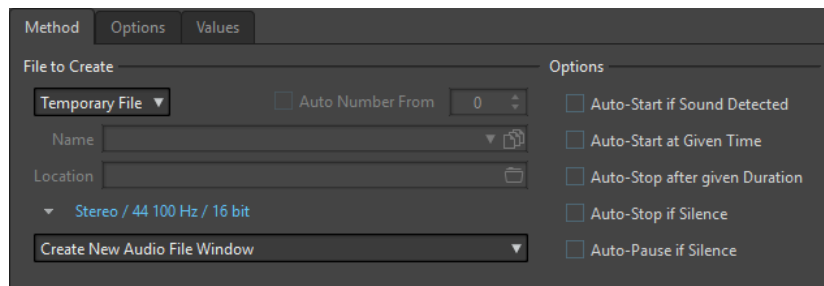 Method Options Values
File to Create
Temporary File
Auto Number From 0
Name
Location
Stereo / 44 100 Hz / 16 bit
Create New Audio File Window
Options
Auto-Start if Sound Detected
Auto-Start at Given Time
Auto-Stop after given Duration
Auto-Stop if Silence
Auto-Pause if Silence